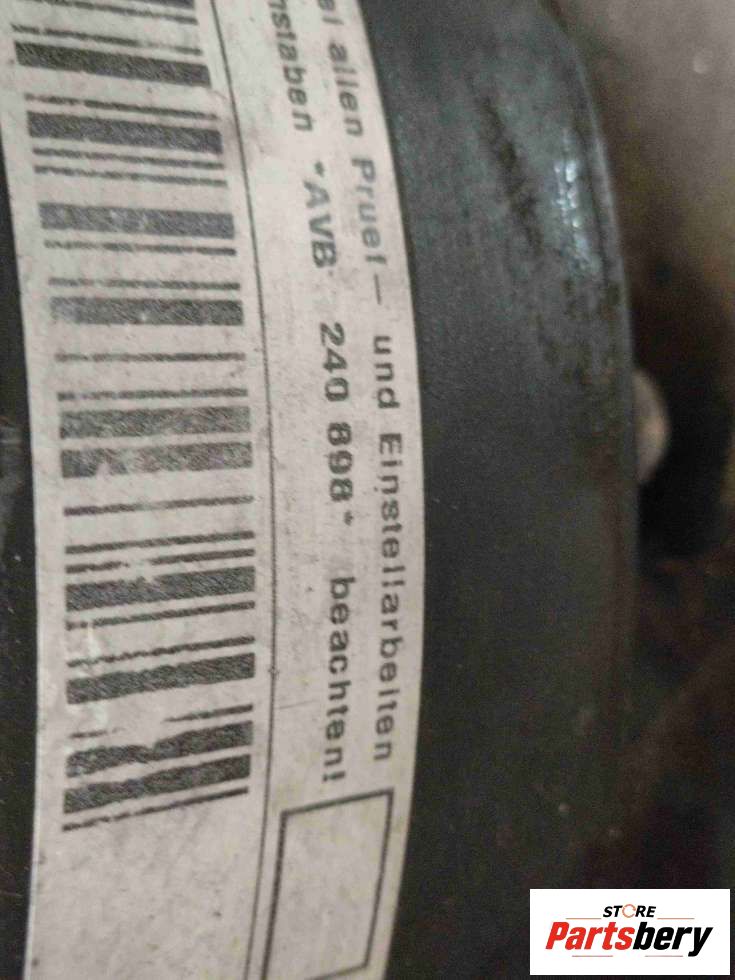 allen Pruef— und Einstellarbeiten
*AVB 240 898* beachten!
STORE
Partsbery